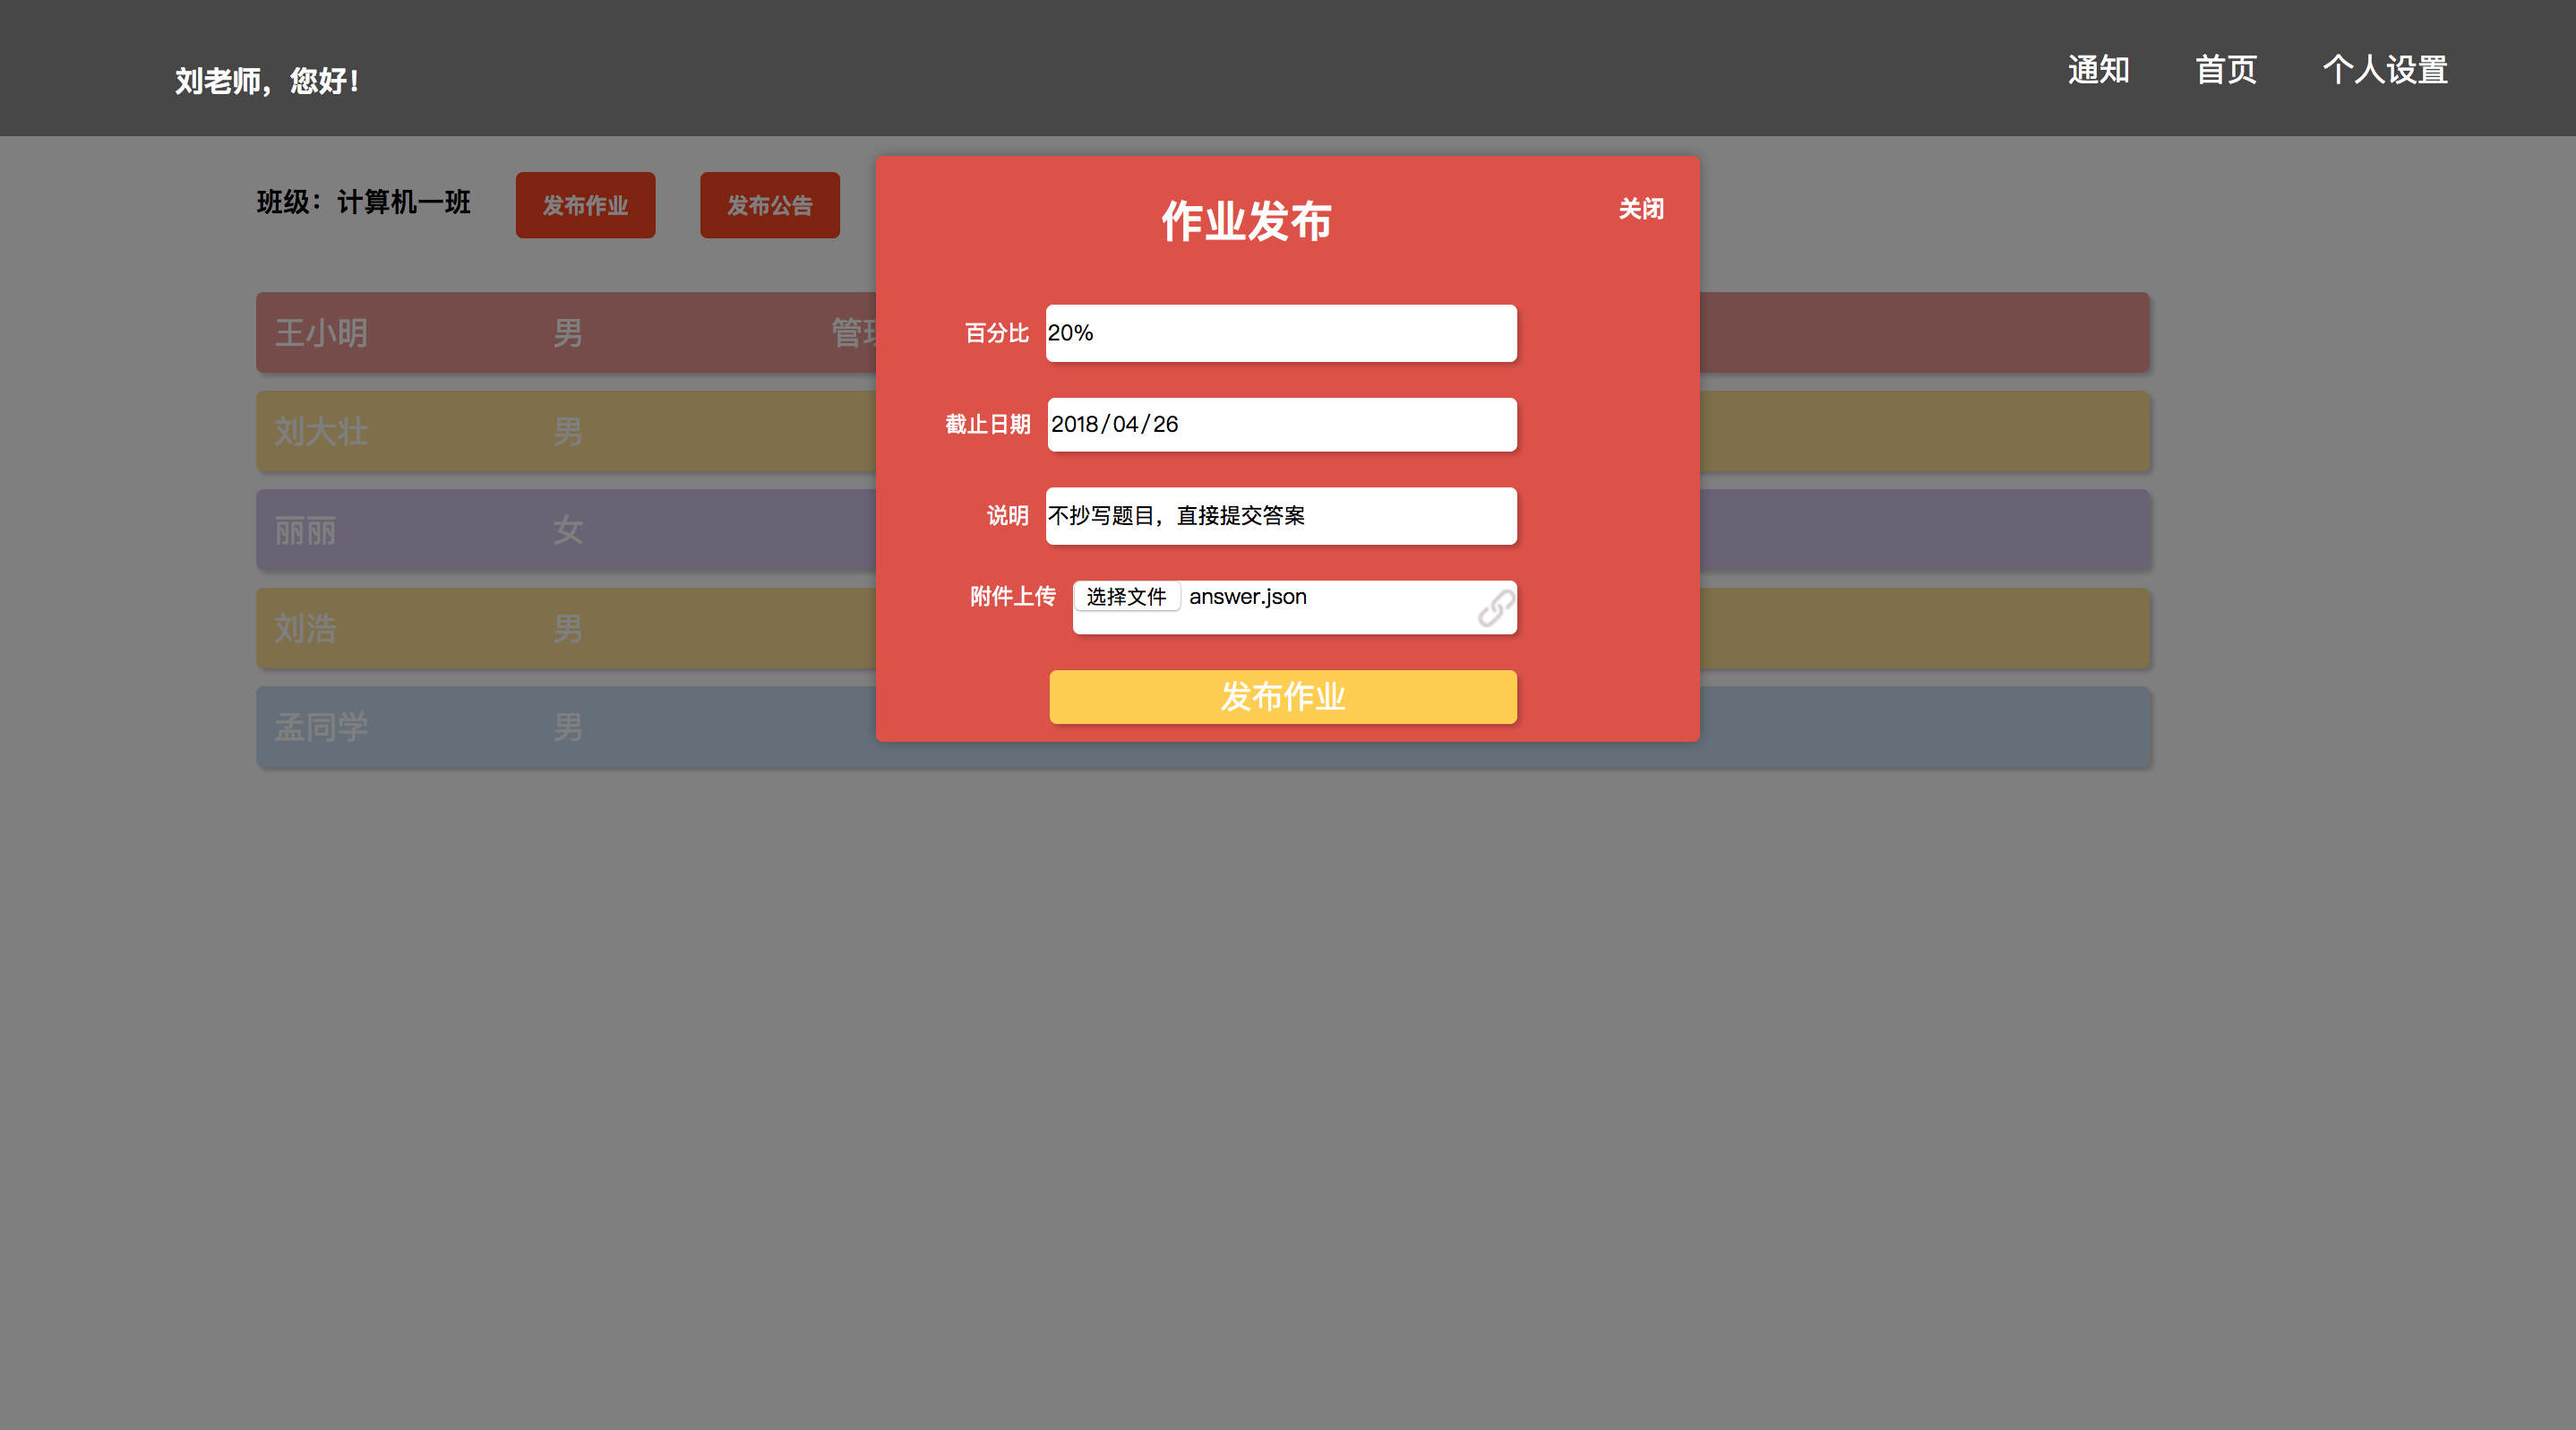 刘老师，您好！
通知 首页 个人设置
班级：计算机一班 发布作业 发布公告
作业发布 关闭
王小明 男
百分比 20%
刘大壮 男
截止日期 2018/04/26
丽丽 女
说明 不抄写题目，直接提交答案
刘浩 男
附件上传 选择文件 answer.json
孟同学 男
发布作业